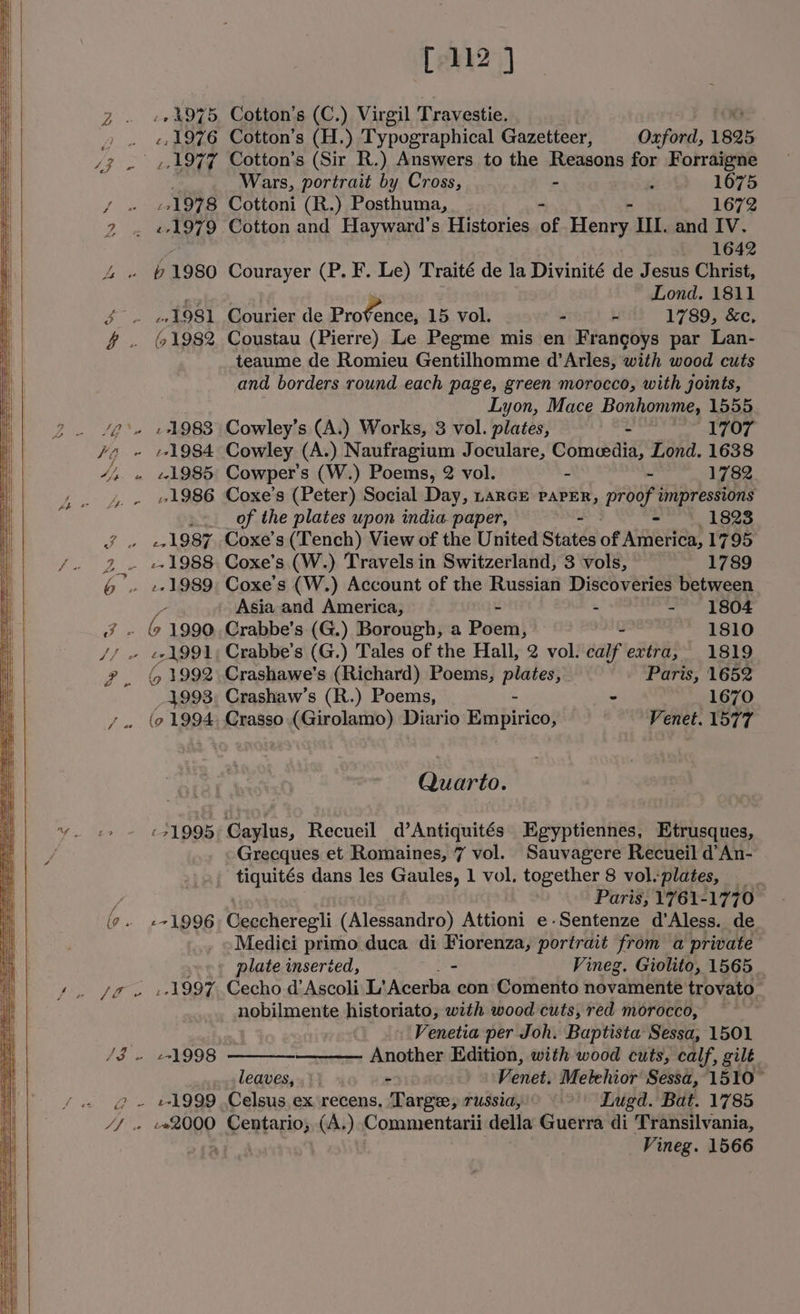 [ 112 ]
1975 Cotton's (C.) Virgil Travestie.
1976 Cotton's (H.) Typographical Gazetteer, Oxford, 1825
1977 Cotton's (Sir R.) Answers to the Reasons for Forraigne
Wars, portrait by Cross, - - 1675
1978 Cottoni (R.) Posthuma, - - 1672
1979 Cotton and Hayward's Histories of Henry III. and IV.
1642
1980 Courayer (P. F. Le) Traité de la Divinité de Jesus Christ,
Lond. 1811
1981 Courier de Provence, 15 vol. - - 1789, &c.
1982 Coustau (Pierre) Le Pegme mis en Françoys par Lan-
teaume de Romieu Gentilhomme d'Arles, with wood cuts
and borders round each page, green morocco, with joints,
Lyon, Mace Bonhomme, 1555
1983 Cowley's (A.) Works, 3 vol. plates, - 1707
1984 Cowley (A.) Naufragium Joculare, Comœdia, Lond. 1638
1985 Cowper's (W.) Poems, 2 vol. - - 1782
1986 Coxe's (Peter) Social Day, LARGE PAPER, proof impressions
of the plates upon india paper, - - 1823
1987 Coxe's (Tench) View of the United States of America, 1795
1988 Coxe's (W.) Travels in Switzerland, 3 vols, 1789
1989 Coxe's (W.) Account of the Russian Discoveries between
Asia and America, - - - 1804
1990 Crabbe's (G.) Borough, a Poem, - 1810
1991 Crabbe's (G.) Tales of the Hall, 2 vol. calf extra, 1819
1992 Crashawe's (Richard) Poems, plates, Paris, 1652
1993 Crashaw's (R.) Poems, - - 1670
1994 Crasso (Girolamo) Diario Empirico, Venet. 1577
Quarto.
1995 Caylus, Recueil d'Antiquités Egyptiennes, Etrusques,
Grecques et Romaines, 7 vol. Sauvagere Recueil d'An-
tiquités dans les Gaules, 1 vol. together 8 vol. plates,
Paris, 1761-1770
1996 Ceccheregli (Alessandro) Attioni e Sentenze d'Aless. de
Medici primo duca di Fiorenza, portrait from a private
plate inserted, - Vineg. Giolito, 1565
1997 Cecho d'Ascoli L'Acerba con Comento novamente trovato
nobilmente historiato, with wood cuts, red morocco,
Venetia per Joh. Baptista Sessa, 1501
1998 ——— Another Edition, with wood cuts, calf, gilt
leaves, - Venet. Melchior Sessa, 1510
1999 Celsus ex recens. Targæ, russia, Lugd. Bat. 1785
2000 Centario, (A.) Commentarii della Guerra di Transilvania,
Vineg. 1566